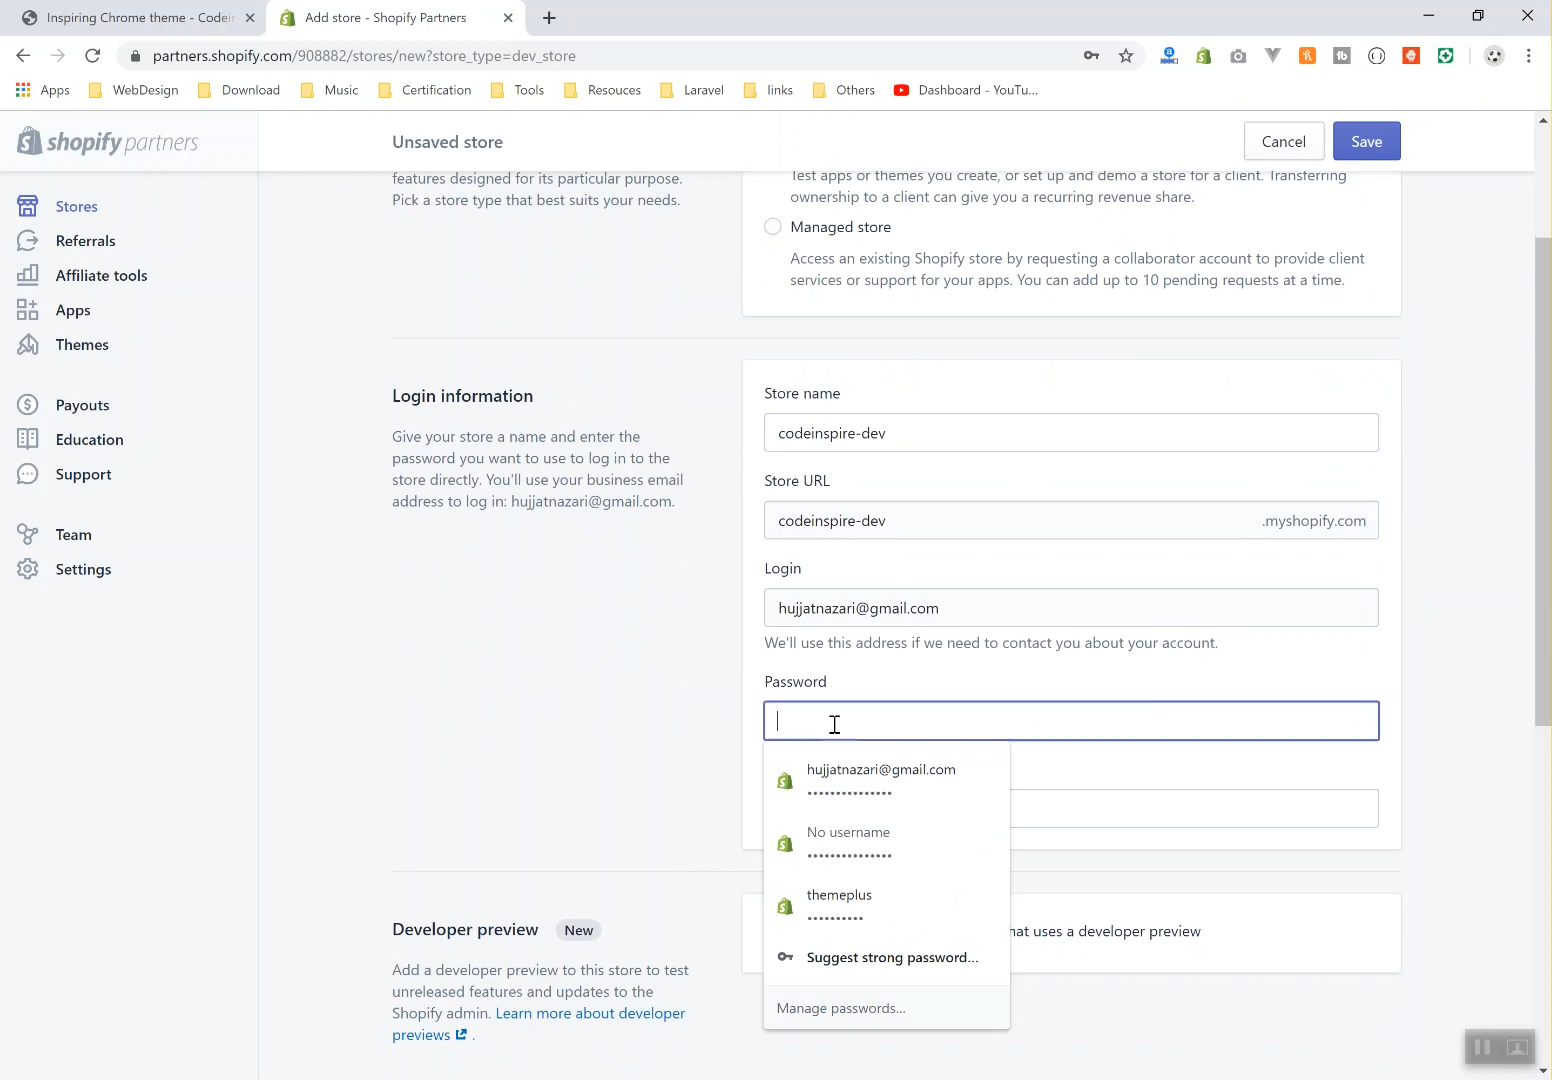 Inspiring Chrome theme - Codei
Add store - Shopify Partners
partners.shopify.com/908882/stores/new?store_type=dev_store
Apps
WebDesign
Download
Music
Certification
Tools
Resouces
Laravel
links
Others
Dashboard - YouTu...
shopify partners
Unsaved store
Cancel
Save
Stores
Referrals
Affiliate tools
Apps
Themes
Payouts
Education
Support
Team
Settings
features designed for its particular purpose.
Pick a store type that best suits your needs.
Test apps or themes you create, or set up and demo a store for a client. Transferring
ownership to a client can give you a recurring revenue share.
Managed store
Access an existing Shopify store by requesting a collaborator account to provide client
services or support for your apps. You can add up to 10 pending requests at a time.
Login information
Give your store a name and enter the
password you want to use to log in to the
store directly. You'll use your business email
address to log in: hujjatnazari@gmail.com.
Store name
codeinspire-dev
Store URL
codeinspire-dev
.myshopify.com
Login
hujjatnazari@gmail.com
We'll use this address if we need to contact you about your account.
Password
hujjatnazari@gmail.com
•••••••••••••••
No username
•••••••••••••••
themeplus
••••••••••
Suggest strong password...
Manage passwords...
Developer preview
New
Add a developer preview to this store to test
unreleased features and updates to the
Shopify admin. Learn more about developer
previews .
hat uses a developer preview